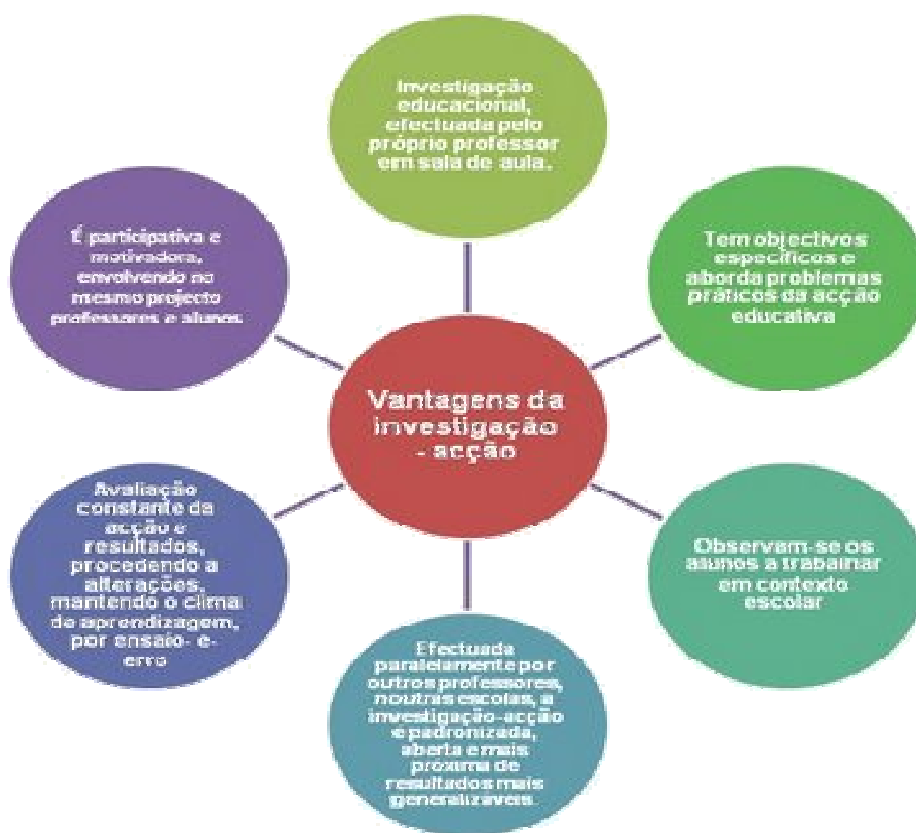 Investigação
educacional,
efectuada pelo
próprio professor
em sala de aula.
Tem objectivos
específicos e
aborda problemas
práticos da acção
educativa
Observam-se os
alunos a trabalhar
em contexto
escolar
Efectuada
paralelamente por
outros professores,
noutras escolas, a
investigação-acção
é padronizada,
aberta e mais
próxima de
resultados mais
generalizáveis.
Avaliação
constante da
acção e
resultados,
procedendo a
alterações,
mantendo o clima
de aprendizagem,
por ensaio- e-
erro
É participativa e
motivadora,
envolvendo no
mesmo projecto
professores e alunos.
Vantagens da
investigação
- acção